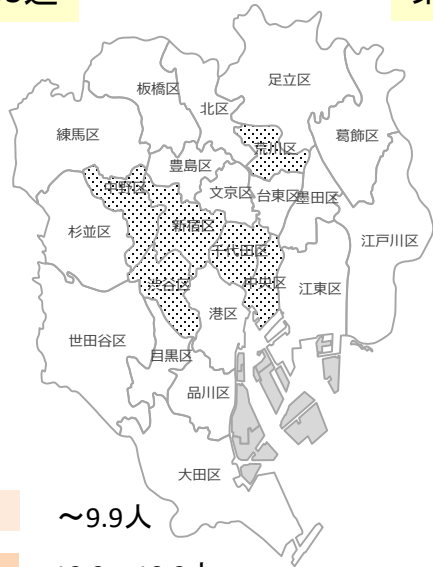 足立区
板橋区
北区
練馬区
葛飾区
荒川区
豊島区
中野区
文京区
台東区
墨田区
杉並区
新宿区
千代田区
江戸川区
渋谷区
中央区
江東区
港区
世田谷区
目黒区
品川区
大田区
～9.9人